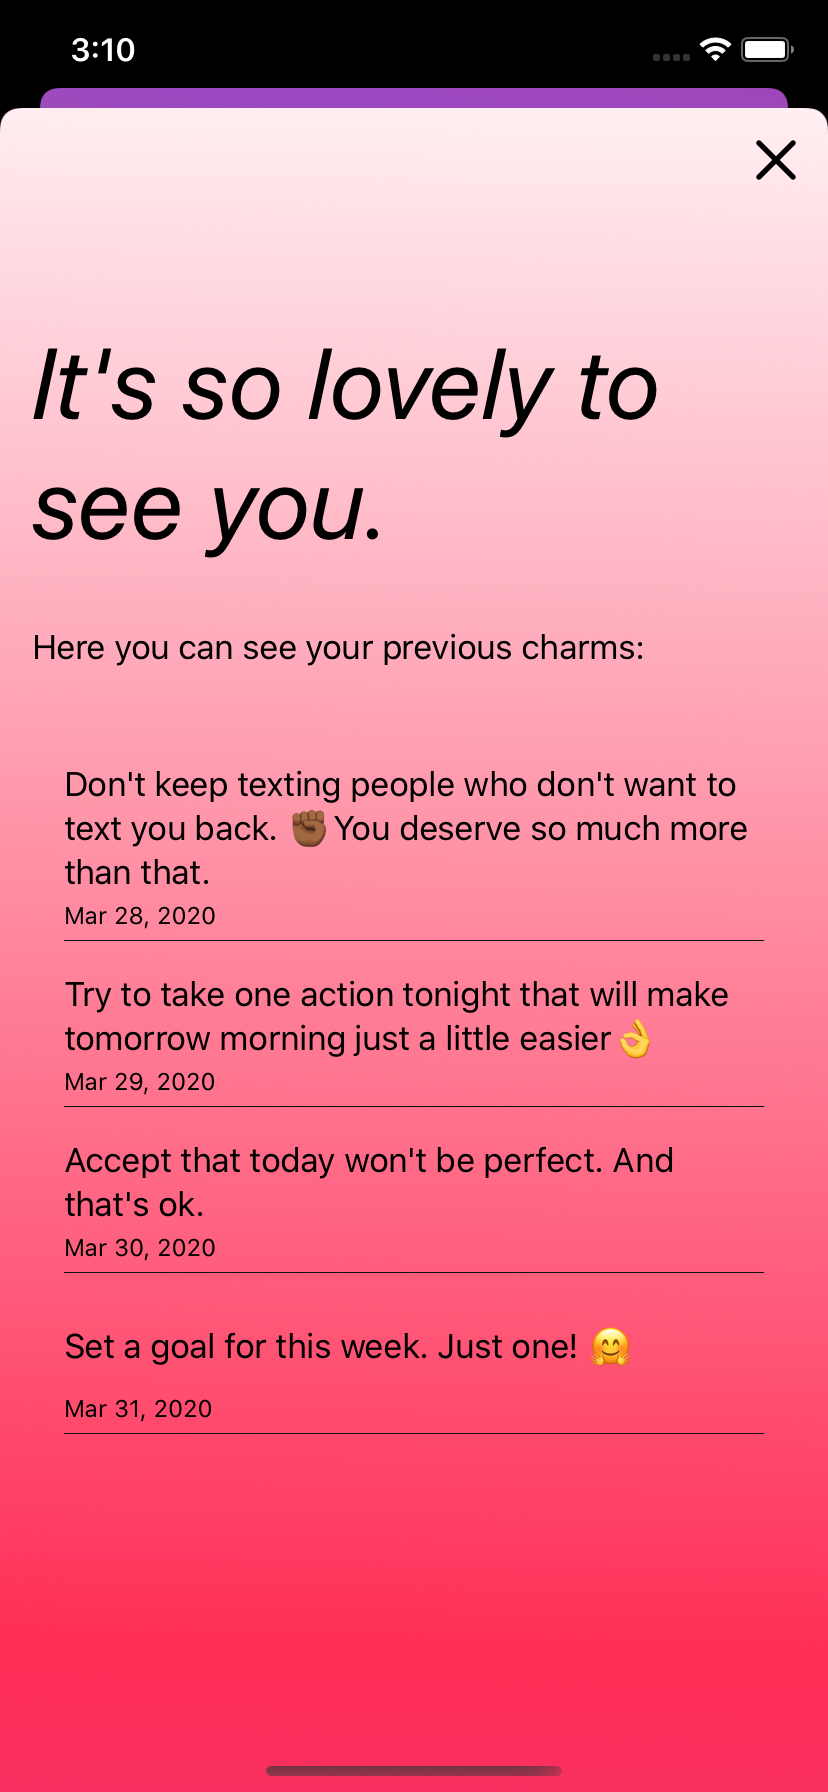 3:10
It's so lovely to
see you.
Here you can see your previous charms:
Don't keep texting people who don't want to
text you back. ✊🏾 You deserve so much more
than that.
Mar 28, 2020
Try to take one action tonight that will make
tomorrow morning just a little easier 👌
Mar 29, 2020
Accept that today won't be perfect. And
that's ok.
Mar 30, 2020
Set a goal for this week. Just one! 🤗
Mar 31, 2020